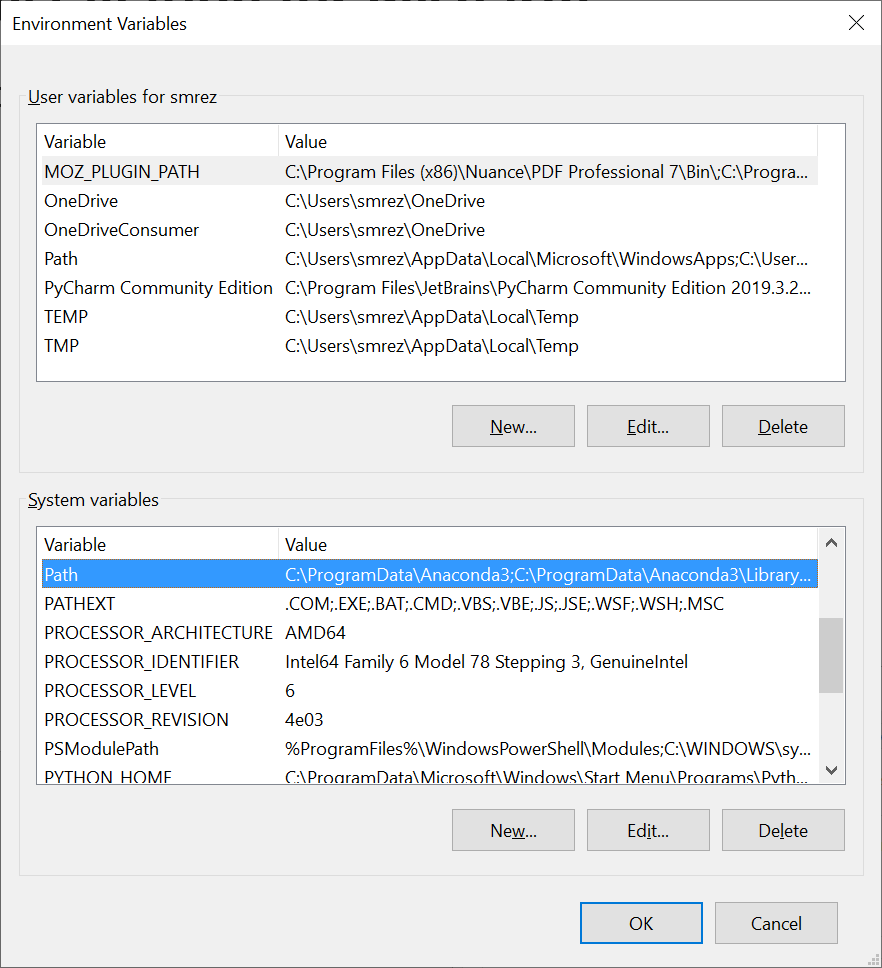 Environment Variables
User variables for smrez
Variable Value
MOZ_PLUGIN_PATH C:\Program Files (x86)\Nuance\PDF Professional 7\Bin\;C:\Progra...
OneDrive C:\Users\smrez\OneDrive
OneDriveConsumer C:\Users\smrez\OneDrive
Path C:\Users\smrez\AppData\Local\Microsoft\WindowsApps;C:\User...
PyCharm Community Edition C:\Program Files\JetBrains\PyCharm Community Edition 2019.3.2...
TEMP C:\Users\smrez\AppData\Local\Temp
TMP C:\Users\smrez\AppData\Local\Temp
New... Edit... Delete
System variables
Variable Value
Path C:\ProgramData\Anaconda3;C:\ProgramData\Anaconda3\Library...
PATHEXT .COM;.EXE;.BAT;.CMD;.VBS;.VBE;.JS;.JSE;.WSF;.WSH;.MSC
PROCESSOR_ARCHITECTURE AMD64
PROCESSOR_IDENTIFIER Intel64 Family 6 Model 78 Stepping 3, GenuineIntel
PROCESSOR_LEVEL 6
PROCESSOR_REVISION 4e03
PSModulePath %ProgramFiles%\WindowsPowerShell\Modules;C:\WINDOWS\sy...
PYTHON_HOME C:\ProgramData\Microsoft\Windows\Start Menu\Programs\Pyth...
New... Edit... Delete
OK Cancel